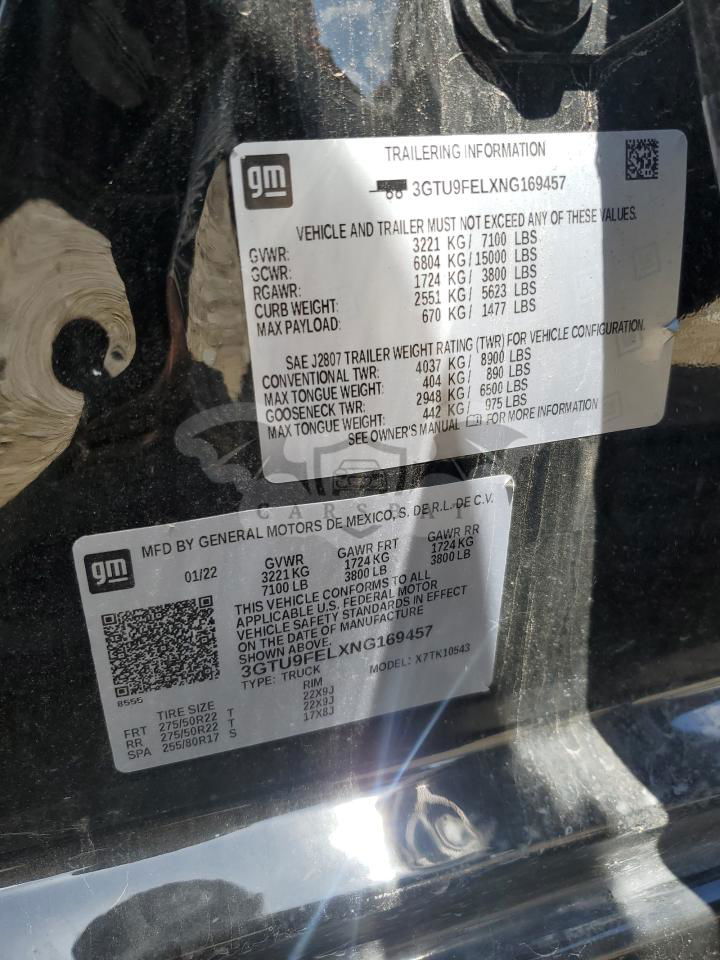 gm
TRAILERING INFORMATION
3GTU9FELXNG169457
VEHICLE AND TRAILER MUST NOT EXCEED ANY OF THESE VALUES.
GVWR: 3221 KG / 7100 LBS
GCWR: 6804 KG / 15000 LBS
RGAWR: 1724 KG / 3800 LBS
CURB WEIGHT: 2551 KG / 5623 LBS
MAX PAYLOAD: 670 KG / 1477 LBS
SAE J2807 TRAILER WEIGHT RATING (TWR) FOR VEHICLE CONFIGURATION.
CONVENTIONAL TWR: 4037 KG / 8900 LBS
MAX TONGUE WEIGHT: 404 KG / 890 LBS
GOOSENECK TWR: 2948 KG / 6500 LBS
MAX TONGUE WEIGHT: 442 KG / 975 LBS
SEE OWNER'S MANUAL FOR MORE INFORMATION
gm
MFD BY GENERAL MOTORS DE MEXICO, S. DE R.L. DE C.V.
01/22 GVWR GAWR FRT GAWR RR
3221 KG 1724 KG 1724 KG
7100 LB 3800 LB 3800 LB
THIS VEHICLE CONFORMS TO ALL
APPLICABLE U.S. FEDERAL MOTOR
VEHICLE SAFETY STANDARDS IN EFFECT
ON THE DATE OF MANUFACTURE
SHOWN ABOVE.
3GTU9FELXNG169457
TYPE: TRUCK MODEL: X7TK10543
8555
TIRE SIZE RIM
FRT 275/50R22 T 22X9J
RR 275/50R22 T 22X9J
SPA 255/80R17 S 17X8J